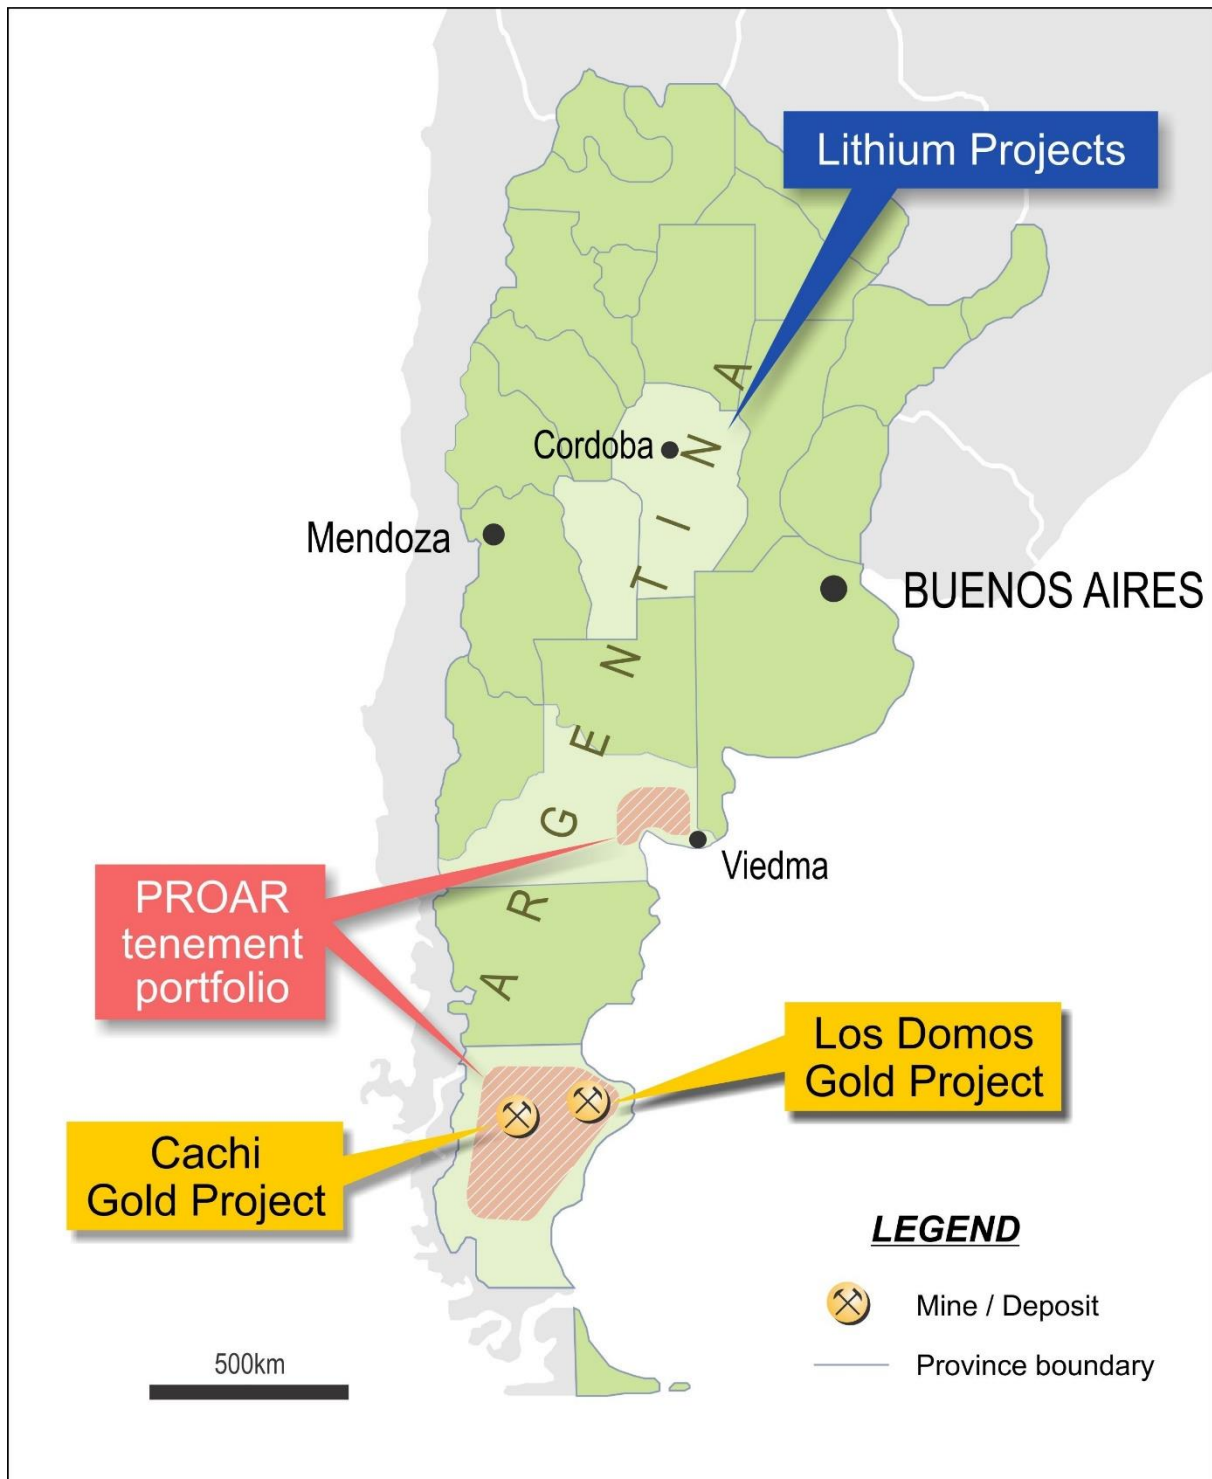 Lithium Projects
Cordoba
Mendoza
BUENOS AIRES
ARGENTINA
Viedma
PROAR
tenement
portfolio
Los Domos
Gold Project
Cachi
Gold Project
LEGEND
Mine / Deposit
Province boundary
500km